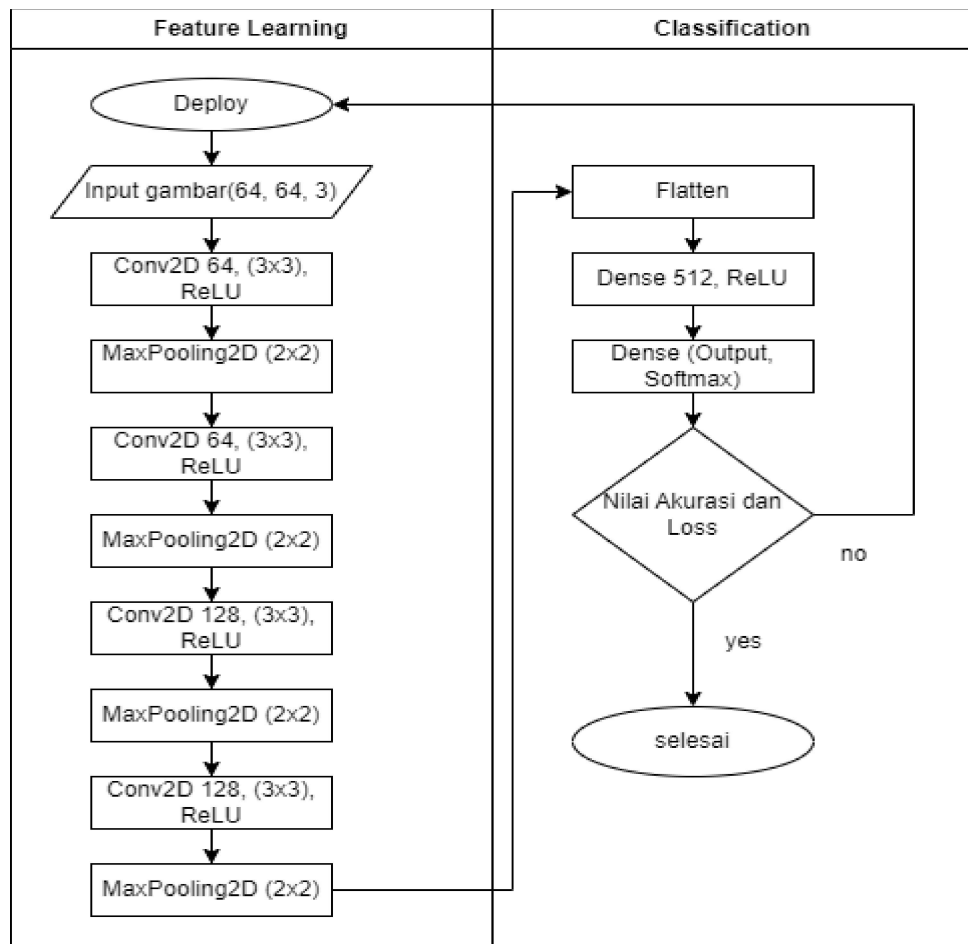 Feature Learning
Classification
Deploy
Input gambar(64, 64, 3)
Conv2D 64, (3x3),
ReLU
MaxPooling2D (2x2)
Conv2D 64, (3x3),
ReLU
MaxPooling2D (2x2)
Conv2D 128, (3x3),
ReLU
MaxPooling2D (2x2)
Conv2D 128, (3x3),
ReLU
MaxPooling2D (2x2)
Flatten
Dense 512, ReLU
Dense (Output,
Softmax)
Nilai Akurasi dan
Loss
no
yes
selesai